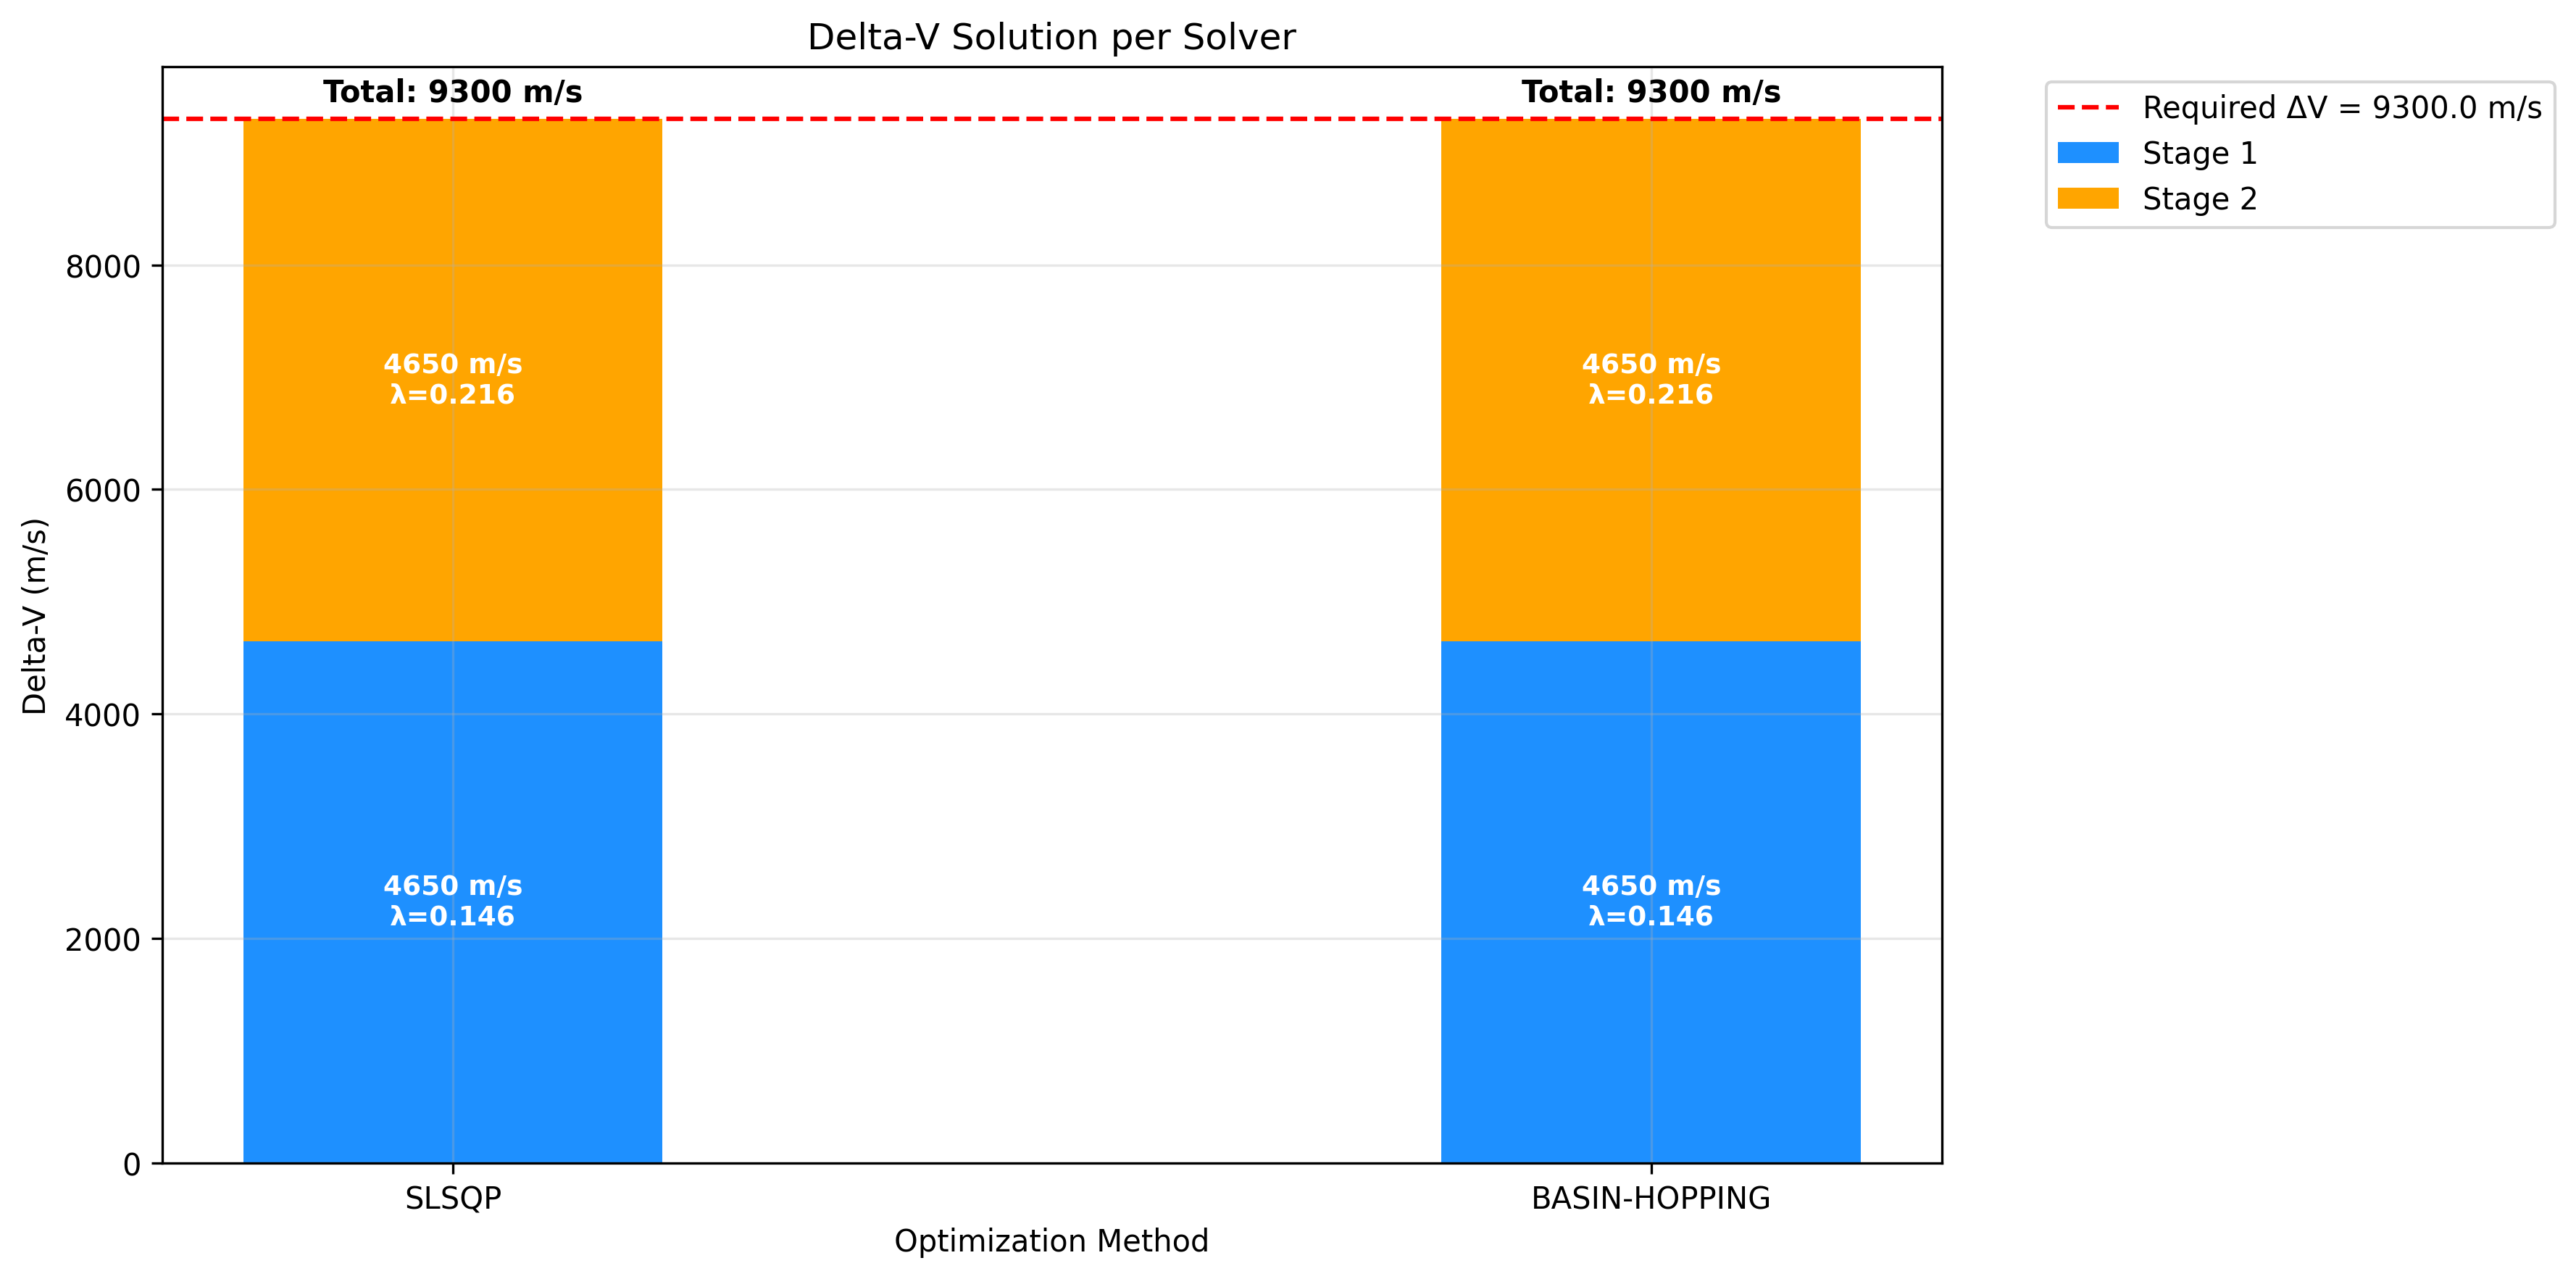 Delta-V Solution per Solver
Total: 9300 m/s
Total: 9300 m/s
Required ΔV = 9300.0 m/s
Stage 1
Stage 2
Delta-V (m/s)
8000
6000
4000
2000
0
4650 m/s
λ=0.216
4650 m/s
λ=0.216
4650 m/s
λ=0.146
4650 m/s
λ=0.146
SLSQP
BASIN-HOPPING
Optimization Method